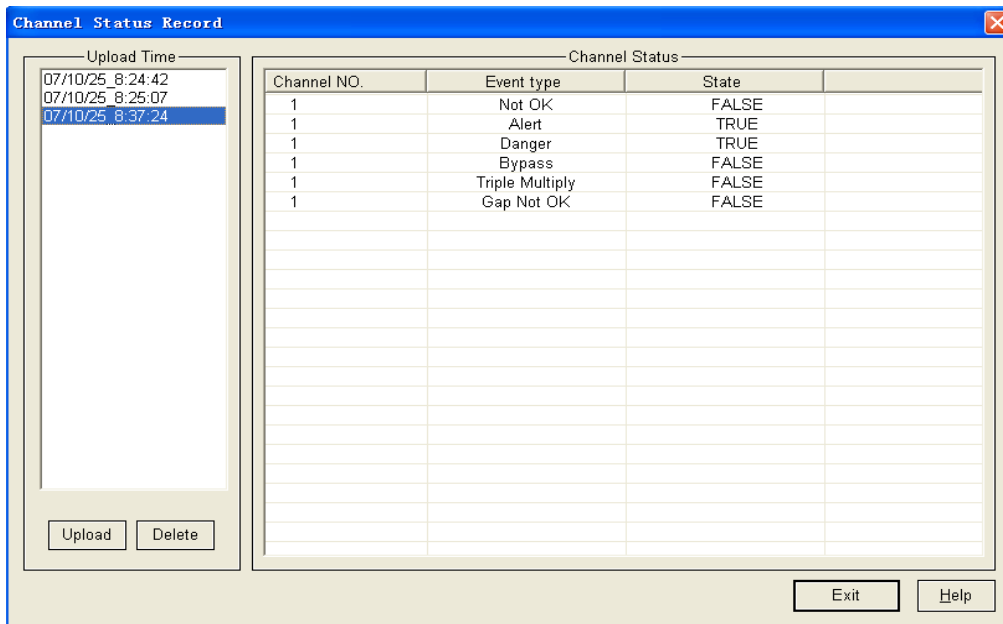 Channel Status Record
Upload Time
07/10/25_8:24:42
07/10/25_8:25:07
07/10/25_8:37:24
Upload Delete
Channel Status
Channel NO. Event type State
1 Not OK FALSE
1 Alert TRUE
1 Danger TRUE
1 Bypass FALSE
1 Triple Multiply FALSE
1 Gap Not OK FALSE
Exit Help